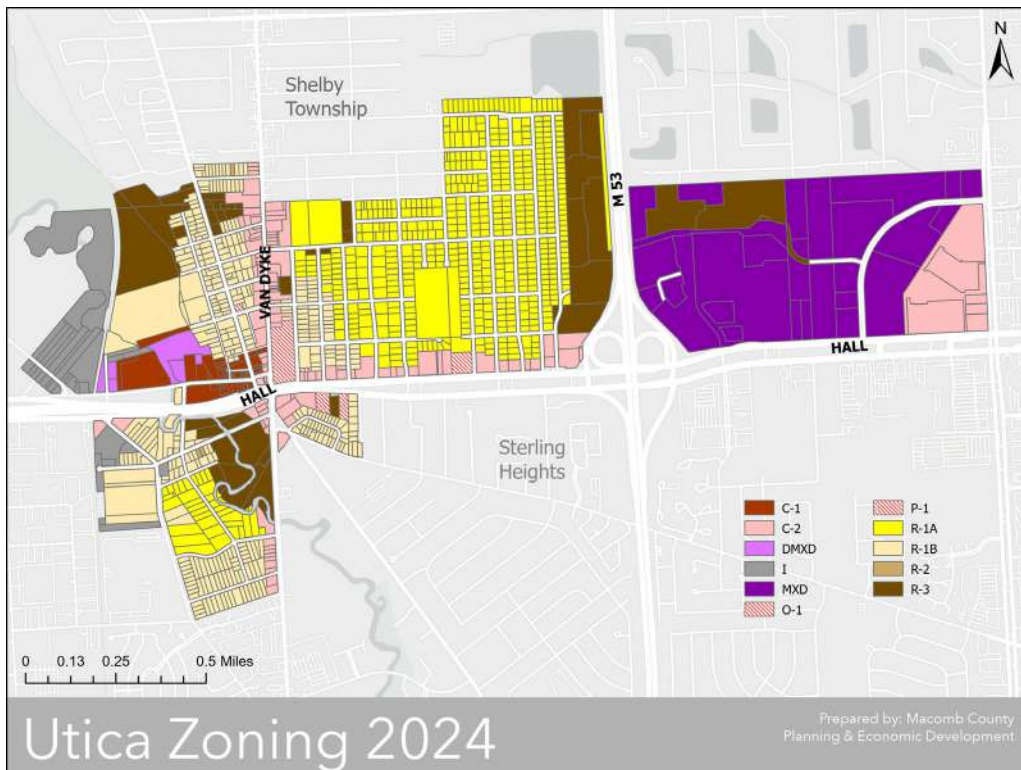 N
Shelby
Township
M 53
VAN DYKE
HALL
HALL
Sterling
Heights
C-1
C-2
DMXD
I
MXD
O-1
P-1
R-1A
R-1B
R-2
R-3
0 0.13 0.25 0.5 Miles
Utica Zoning 2024
Prepared by: Macomb County
Planning & Economic Development